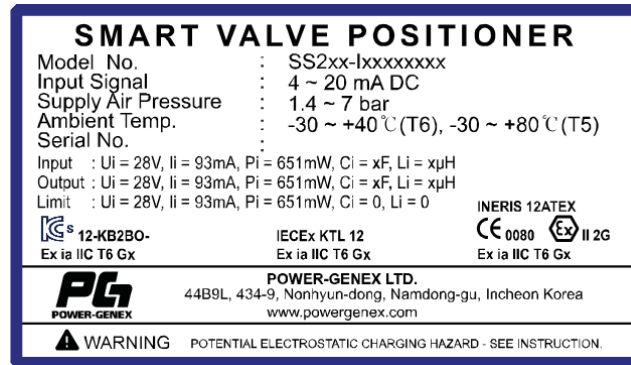 SMART VALVE POSITIONER
Model No. : SS2xx-Ixxxxxxxx
Input Signal : 4 ~ 20 mA DC
Supply Air Pressure : 1.4 ~ 7 bar
Ambient Temp. : -30 ~ +40℃(T6), -30 ~ +80℃(T5)
Serial No. :
Input : Ui = 28V, Ii = 93mA, Pi = 651mW, Ci = xF, Li = xµH
Output : Ui = 28V, Ii = 93mA, Pi = 651mW, Ci = xF, Li = xµH
Limit : Ui = 28V, Ii = 93mA, Pi = 651mW, Ci = 0, Li = 0
INERIS 12ATEX
s 12-KB2BO- IECEx KTL 12 CE 0080 Ex II 2G
Ex ia IIC T6 Gx Ex ia IIC T6 Gx Ex ia IIC T6 Gx
PG POWER-GENEX
POWER-GENEX LTD.
44B9L, 434-9, Nonhyun-dong, Namdong-gu, Incheon Korea
www.powergenex.com
WARNING POTENTIAL ELECTROSTATIC CHARGING HAZARD - SEE INSTRUCTION.